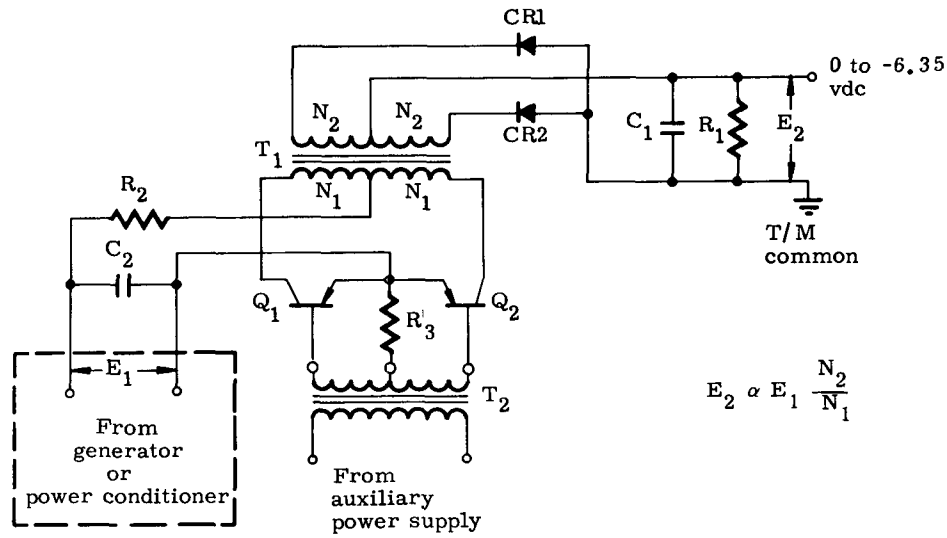 CR1
0 to -6.35
vdc
N2 N2
CR2
C1 R1 E2
T1
N1 N1
R2
T/M
common
C2
Q1 R3 Q2
E1
T2
E2 α E1 N2
N1
From
generator
or
power conditioner
From
auxiliary
power supply